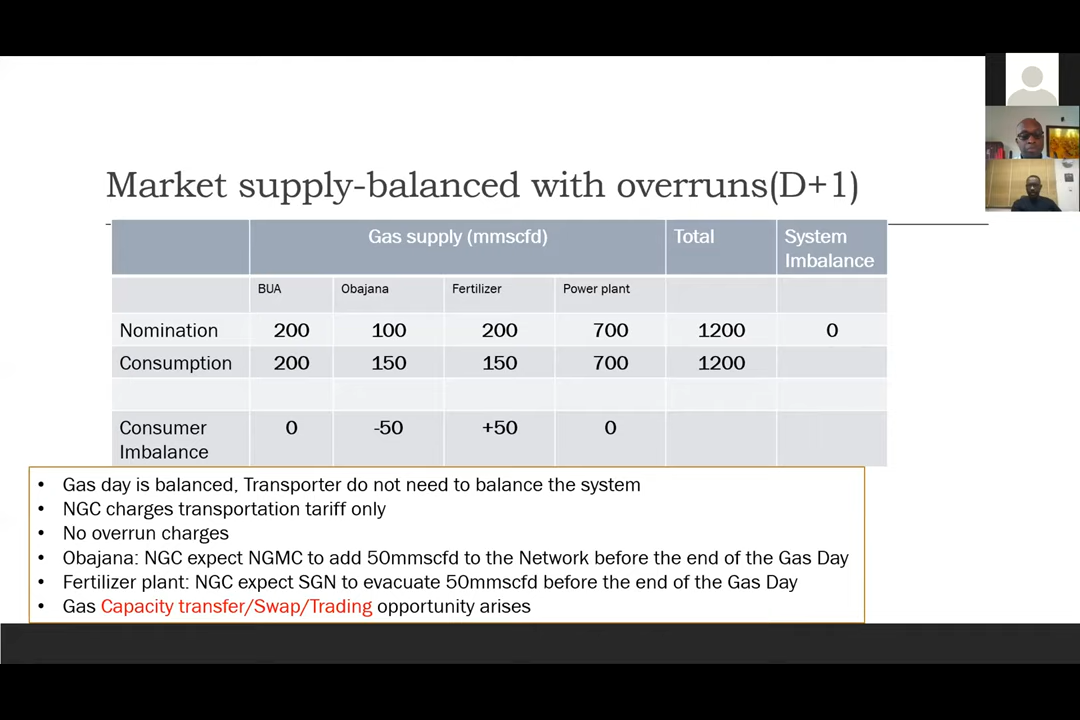 Market supply-balanced with overruns(D+1)
Gas supply (mmscfd) Total System Imbalance
BUA Obajana Fertilizer Power plant
Nomination 200 100 200 700 1200 0
Consumption 200 150 150 700 1200
Consumer Imbalance 0 -50 +50 0
• Gas day is balanced, Transporter do not need to balance the system
• NGC charges transportation tariff only
• No overrun charges
• Obajana: NGC expect NGMC to add 50mmscfd to the Network before the end of the Gas Day
• Fertilizer plant: NGC expect SGN to evacuate 50mmscfd before the end of the Gas Day
• Gas Capacity transfer/Swap/Trading opportunity arises